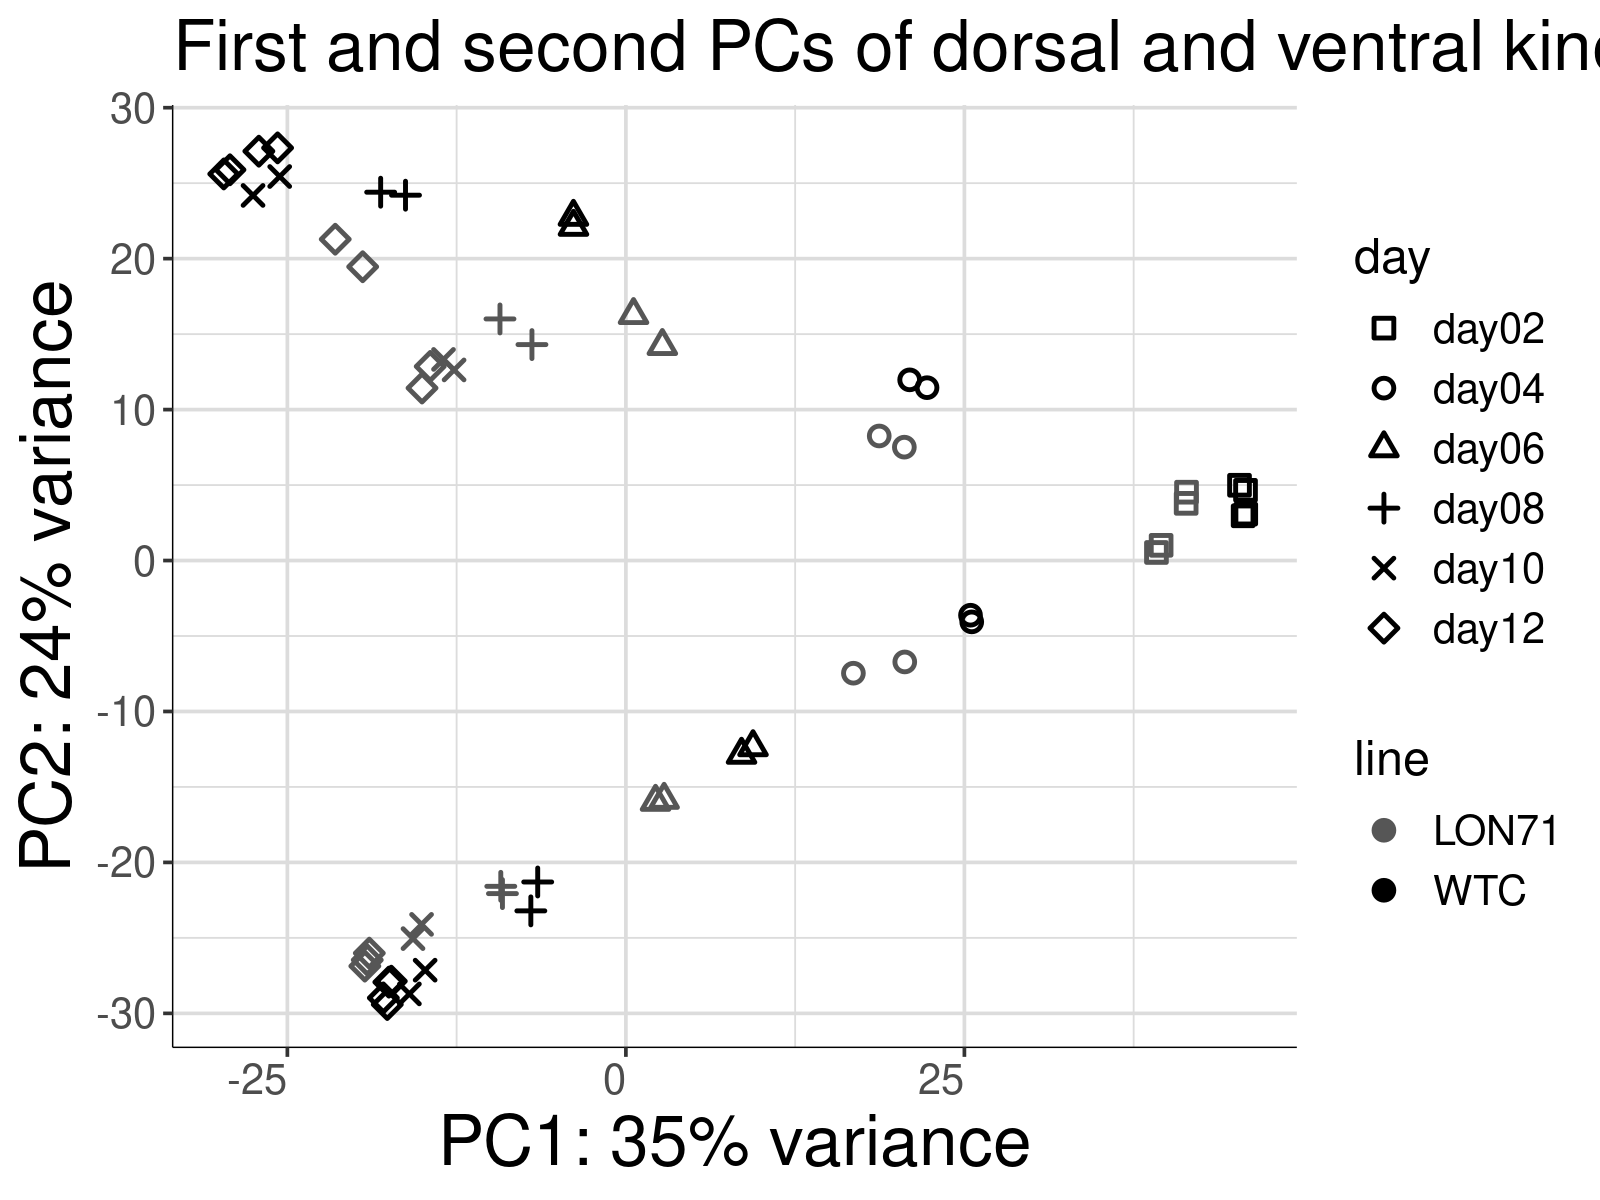 First and second PCs of dorsal and ventral
30
20
10
0
-10
-20
-30
PC2: 24% variance
-25
0
25
PC1: 35% variance
day
day02
day04
day06
day08
day10
day12
line
LON71
WTC